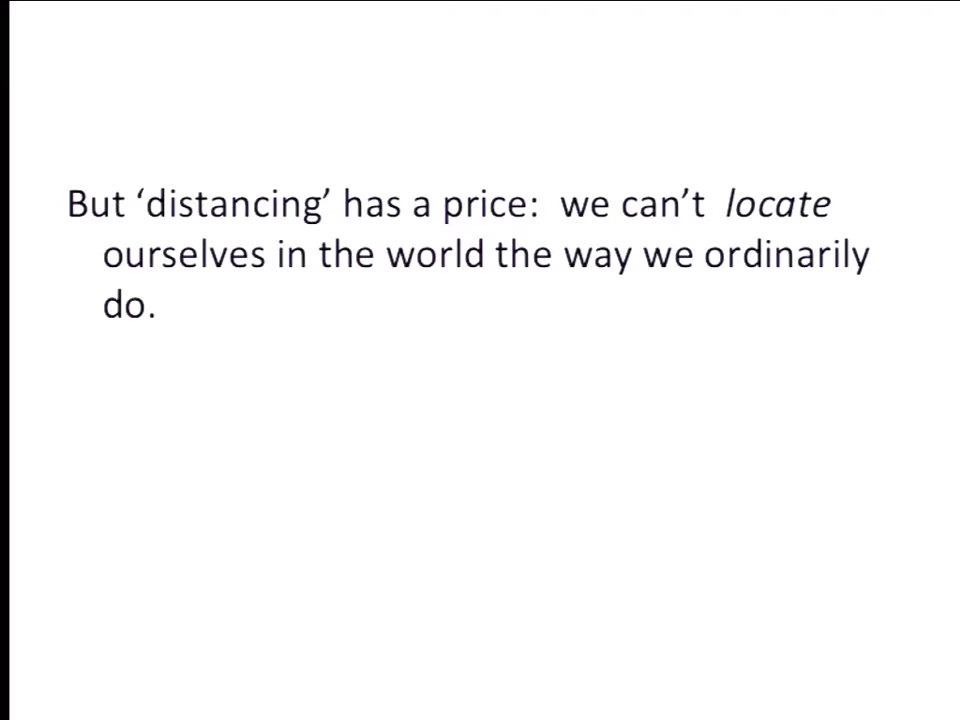 But ‘distancing’ has a price:  we can’t  locate
ourselves in the world the way we ordinarily
do.